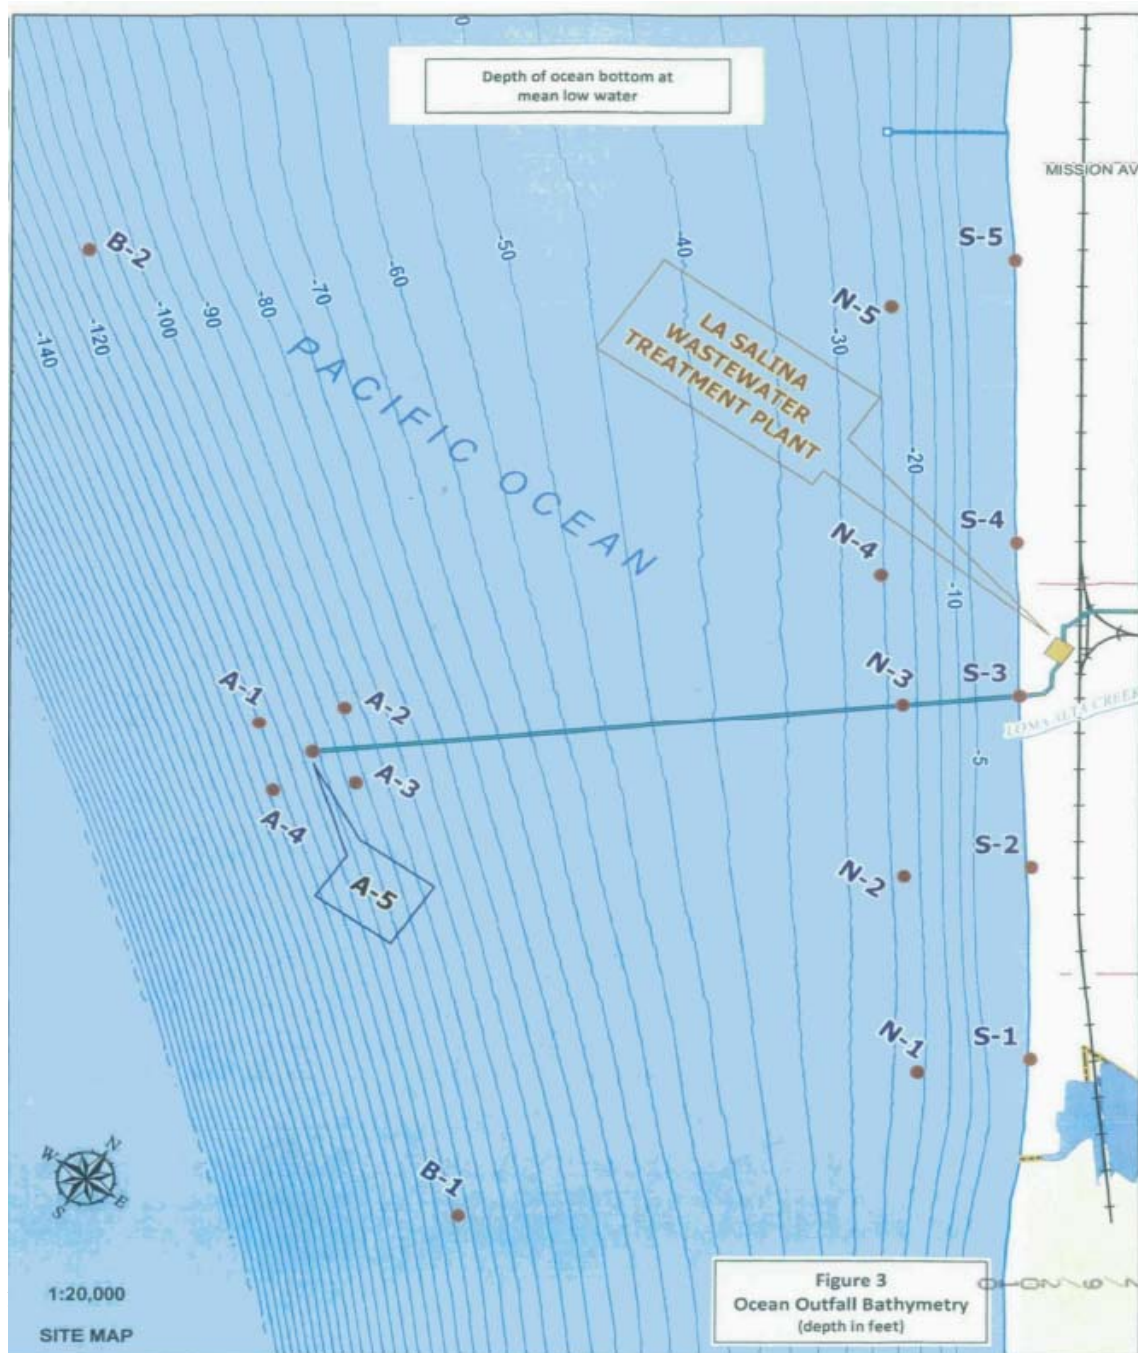 0
Depth of ocean bottom at
mean low water
MISSION AV
S-5
B-2
-40
-50
-60
-70
-80
-90
-100
-120
-140
N-5
-30
LA SALINA
WASTEWATER
TREATMENT PLANT
PACIFIC OCEAN
-20
S-4
N-4
-10
N-3
S-3
LOMA ALTA CREEK
A-1
A-2
-5
A-3
A-4
S-2
N-2
A-5
S-1
N-1
N
W
E
S
B-1
1:20,000
SITE MAP
Figure 3
Ocean Outfall Bathymetry
(depth in feet)